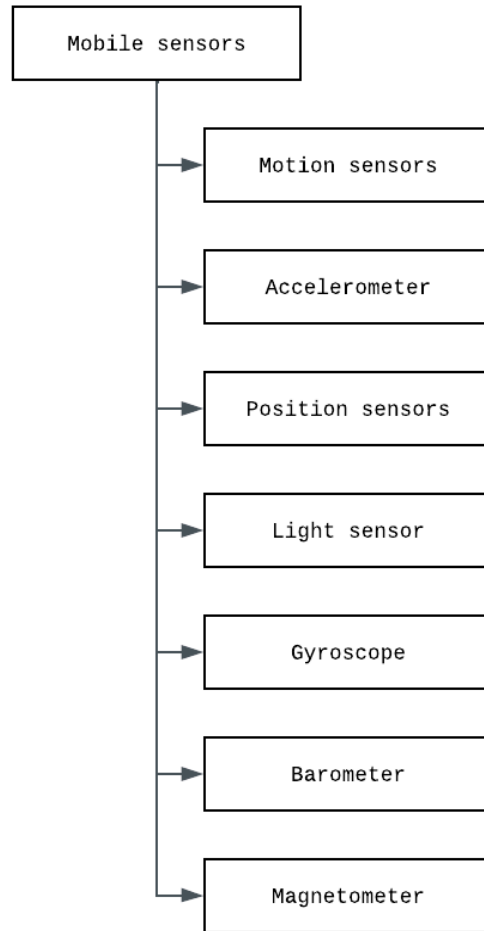 Mobile sensors
Motion sensors
Accelerometer
Position sensors
Light sensor
Gyroscope
Barometer
Magnetometer